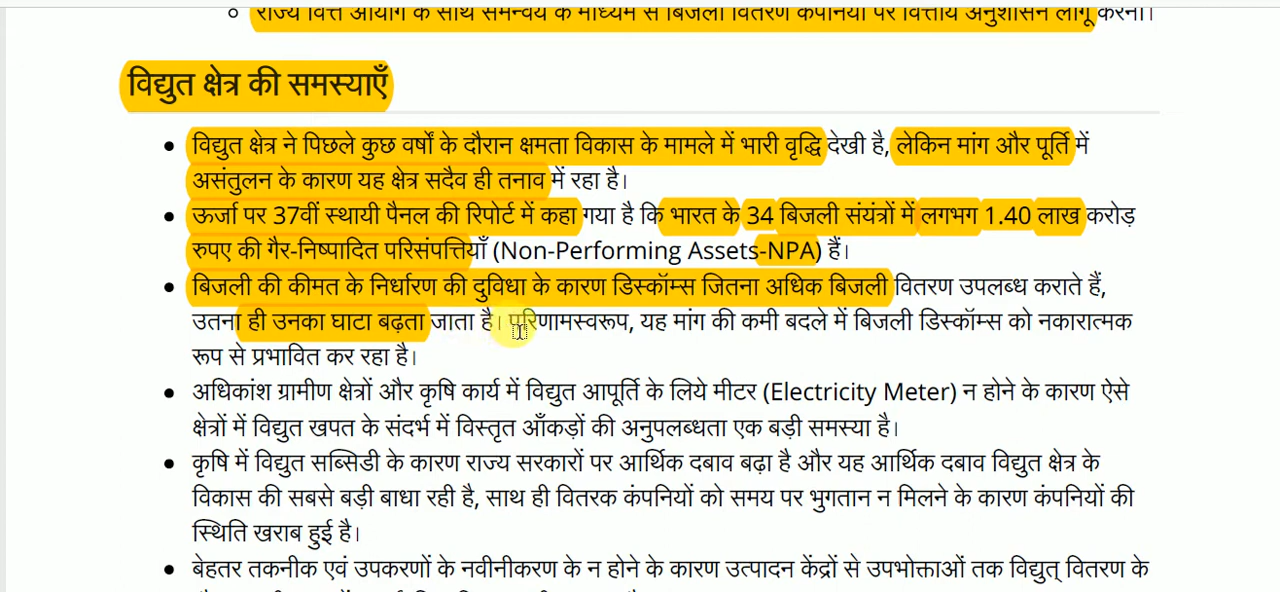 राज्य वित्त आयोग के साथ समन्वय के माध्यम से बिजली वितरण कंपनियों पर वित्तीय अनुशासन लागू करना।
विद्युत क्षेत्र की समस्याएँ
विद्युत क्षेत्र ने पिछले कुछ वर्षों के दौरान क्षमता विकास के मामले में भारी वृद्धि देखी है, लेकिन मांग और पूर्ति में
असंतुलन के कारण यह क्षेत्र सदैव ही तनाव में रहा है।
ऊर्जा पर 37वीं स्थायी पैनल की रिपोर्ट में कहा गया है कि भारत के 34 बिजली संयंत्रों में लगभग 1.40 लाख करोड़
रुपए की गैर-निष्पादित परिसंपत्तियाँ (Non-Performing Assets-NPA) हैं।
बिजली की कीमत के निर्धारण की दुविधा के कारण डिस्कॉम्स जितना अधिक बिजली वितरण उपलब्ध कराते हैं,
उतना ही उनका घाटा बढ़ता जाता है। परिणामस्वरूप, यह मांग की कमी बदले में बिजली डिस्कॉम्स को नकारात्मक
रूप से प्रभावित कर रहा है।
अधिकांश ग्रामीण क्षेत्रों और कृषि कार्य में विद्युत आपूर्ति के लिये मीटर (Electricity Meter) न होने के कारण ऐसे
क्षेत्रों में विद्युत खपत के संदर्भ में विस्तृत आँकड़ों की अनुपलब्धता एक बड़ी समस्या है।
कृषि में विद्युत सब्सिडी के कारण राज्य सरकारों पर आर्थिक दबाव बढ़ा है और यह आर्थिक दबाव विद्युत क्षेत्र के
विकास की सबसे बड़ी बाधा रही है, साथ ही वितरक कंपनियों को समय पर भुगतान न मिलने के कारण कंपनियों की
स्थिति खराब हुई है।
बेहतर तकनीक एवं उपकरणों के नवीनीकरण के न होने के कारण उत्पादन केंद्रों से उपभोक्ताओं तक विद्युत् वितरण के